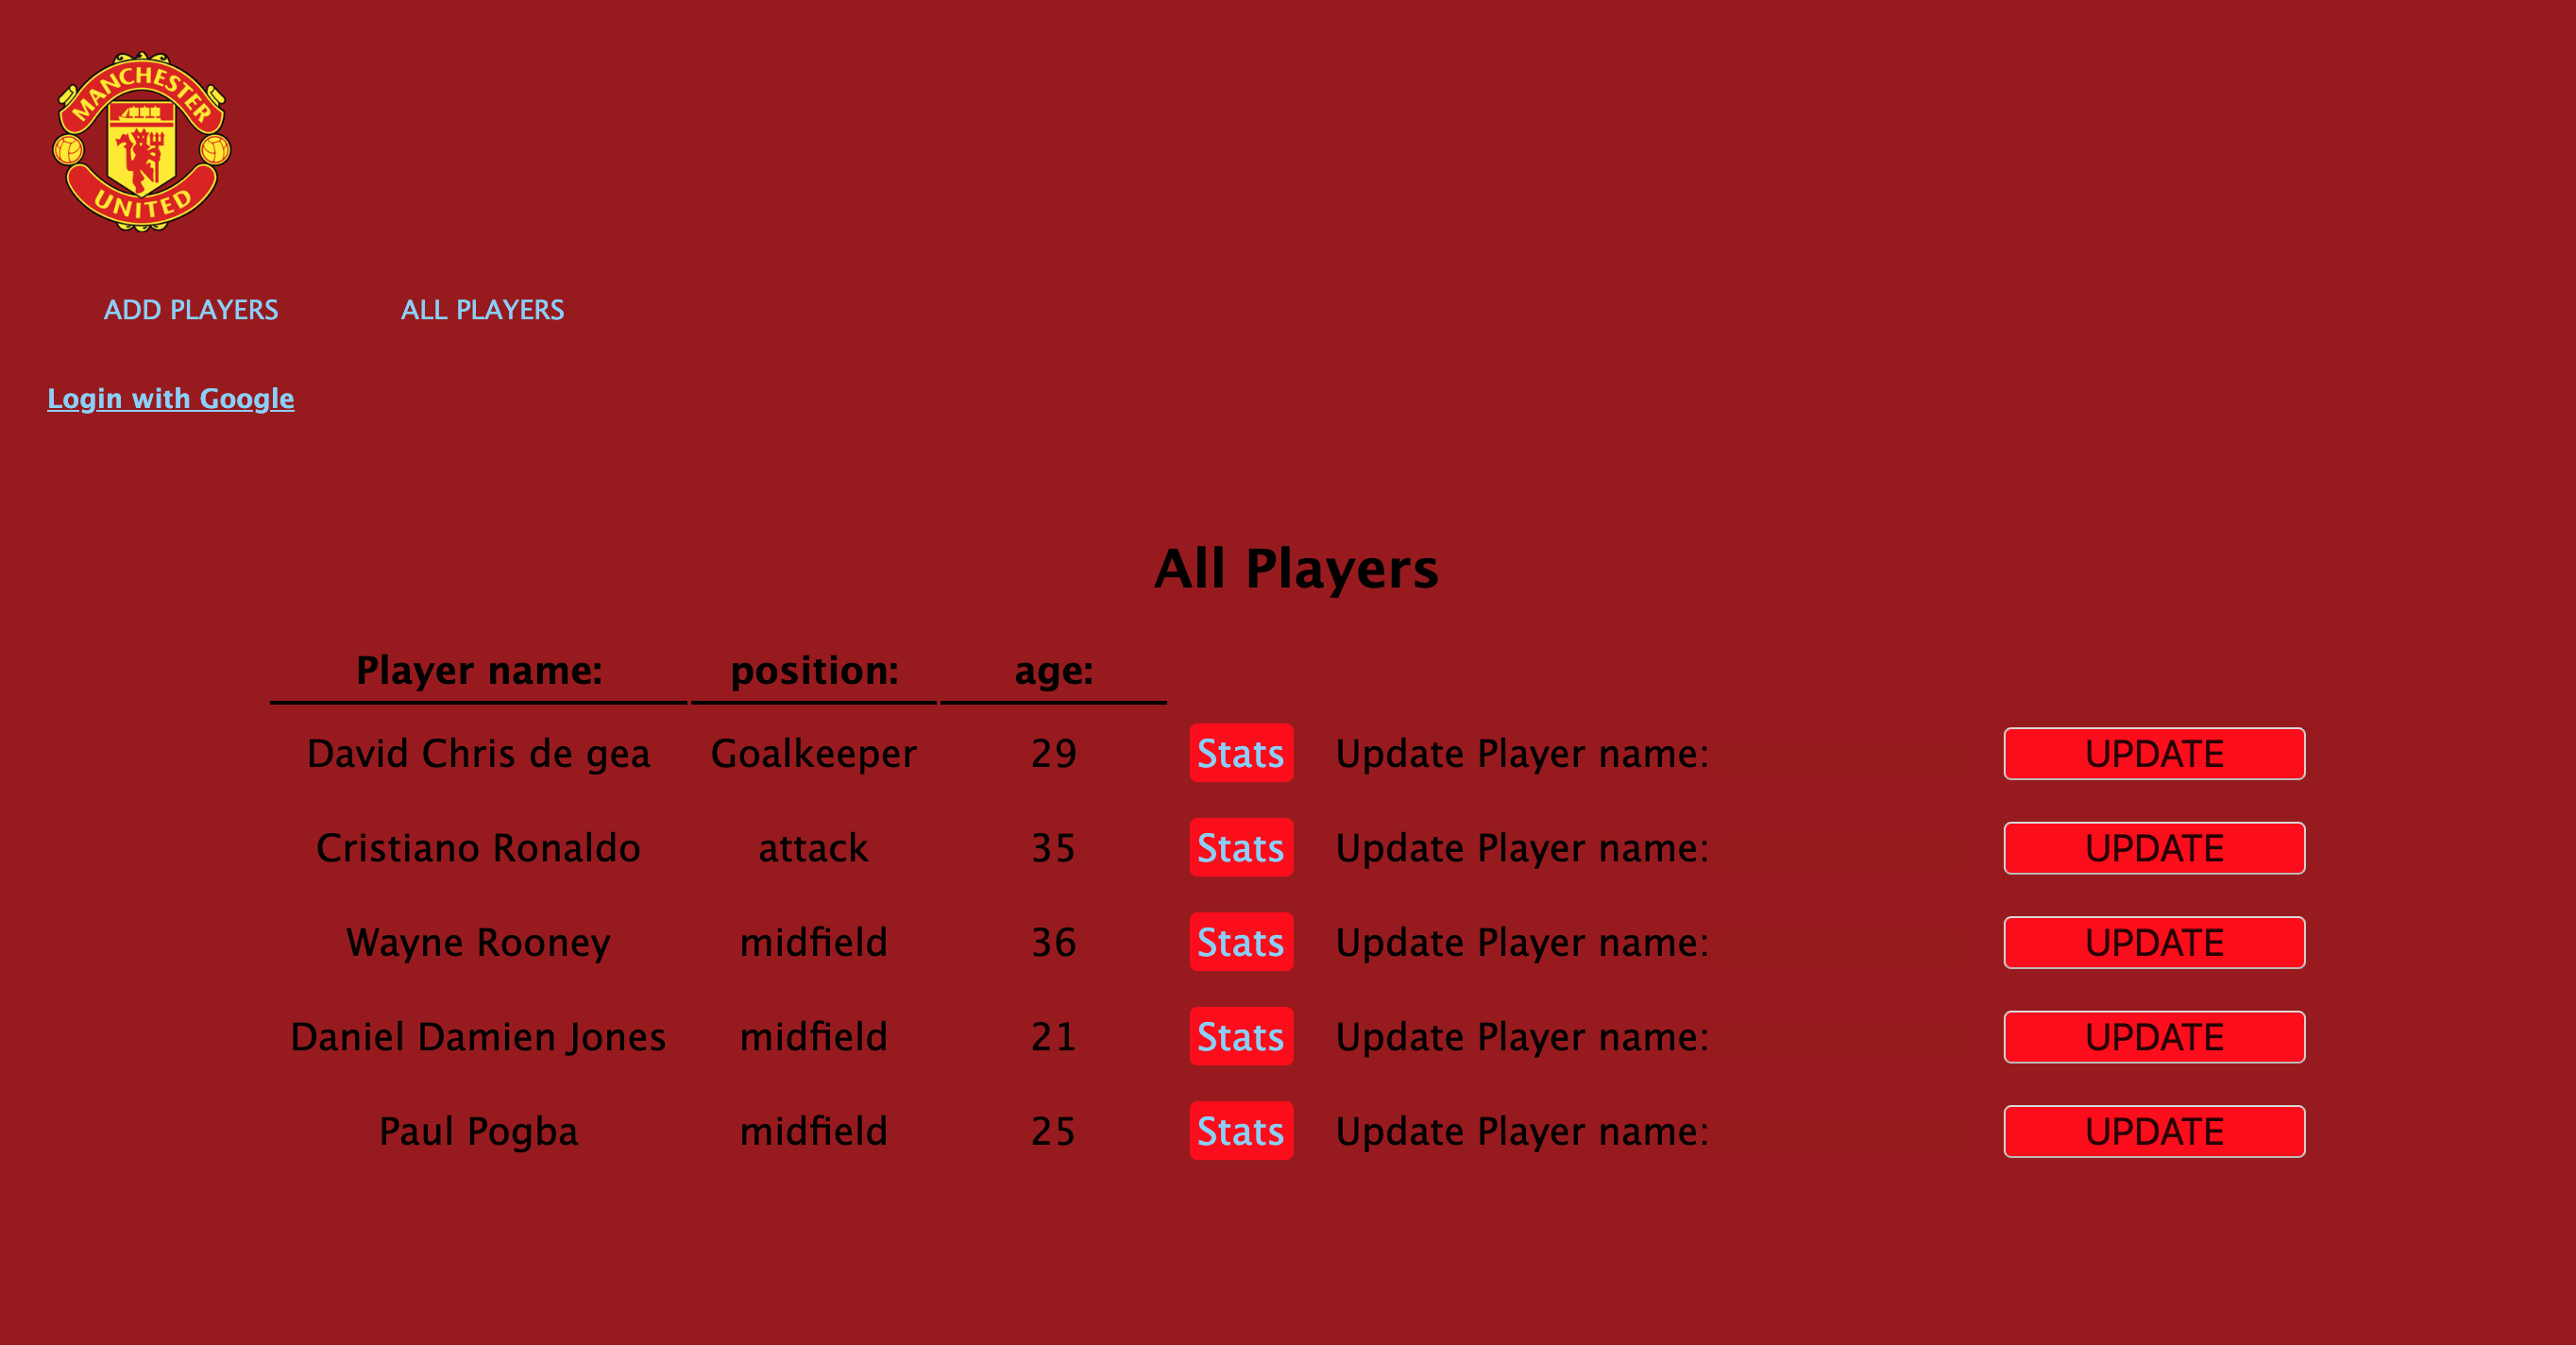 MANCHESTER
UNITED
ADD PLAYERS ALL PLAYERS
Login with Google
All Players
Player name: position: age:
David Chris de gea Goalkeeper 29 Stats Update Player name: UPDATE
Cristiano Ronaldo attack 35 Stats Update Player name: UPDATE
Wayne Rooney midfield 36 Stats Update Player name: UPDATE
Daniel Damien Jones midfield 21 Stats Update Player name: UPDATE
Paul Pogba midfield 25 Stats Update Player name: UPDATE